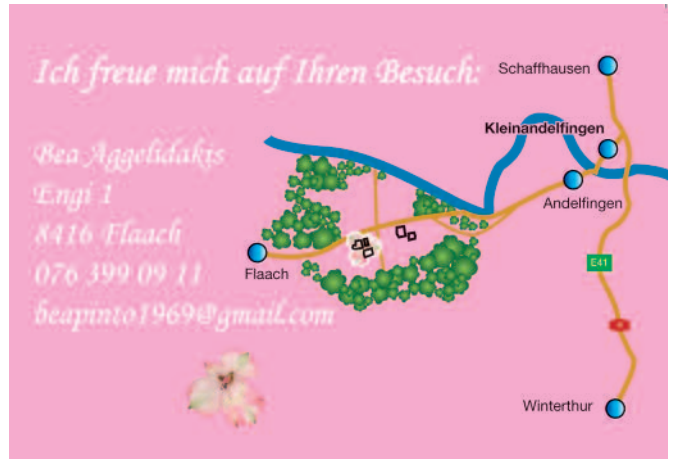 Ich freue mich auf Ihren Besuch:
Bea Aggelidakis
Engi 1
8416 Flaach
076 399 09 11
beapinto1969@gmail.com
Schaffhausen
Kleinandelfingen
Andelfingen
Flaach
E41
Winterthur